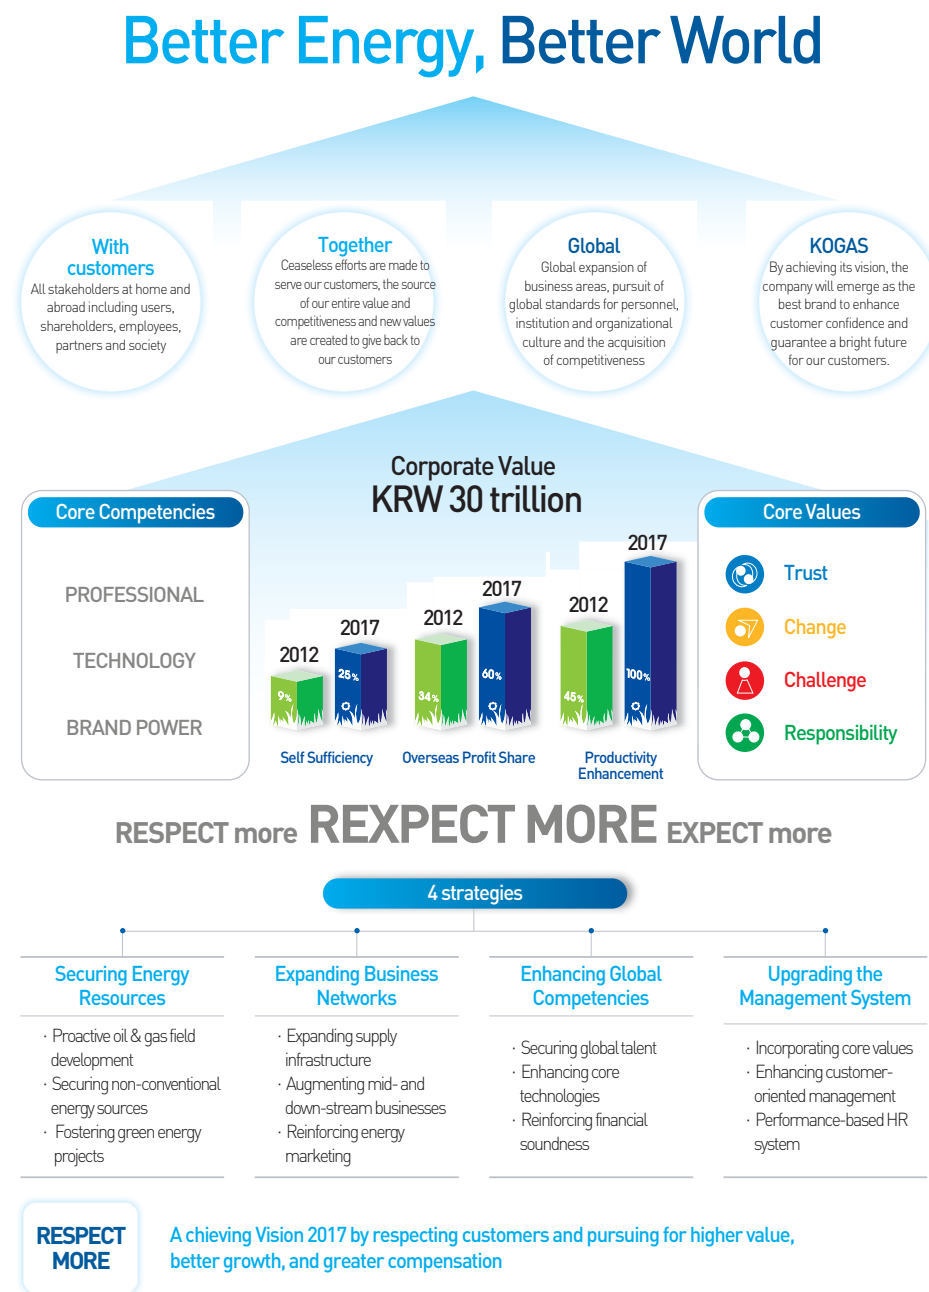 Better Energy, Better World
With
customers
All stakeholders at home and
abroad including users,
shareholders, employees,
partners and society
Together
Ceaseless efforts are made to
serve our customers, the source
of our entire value and
competitiveness and new values
are created to give back to
our customers
Global
Global expansion of
business areas, pursuit of
global standards for personnel,
institution and organizational
culture and the acquisition
of competitiveness
KOGAS
By achieving its vision, the
company will emerge as the
best brand to enhance
customer confidence and
guarantee a bright future
for our customers.
Corporate Value
KRW 30 trillion
Core Competencies
PROFESSIONAL
TECHNOLOGY
BRAND POWER
2012
9%
2017
25%
Self Sufficiency
2012
34%
2017
60%
Overseas Profit Share
2012
45%
2017
100%
Productivity
Enhancement
Core Values
Trust
Change
Challenge
Responsibility
RESPECT more REXPECT MORE EXPECT more
4 strategies
Securing Energy
Resources
· Proactive oil & gas field
development
· Securing non-conventional
energy sources
· Fostering green energy
projects
Expanding Business
Networks
· Expanding supply
infrastructure
· Augmenting mid- and
down-stream businesses
· Reinforcing energy
marketing
Enhancing Global
Competencies
· Securing global talent
· Enhancing core
technologies
· Reinforcing financial
soundness
Upgrading the
Management System
· Incorporating core values
· Enhancing customer-
oriented management
· Performance-based HR
system
RESPECT
MORE
A chieving Vision 2017 by respecting customers and pursuing for higher value,
better growth, and greater compensation